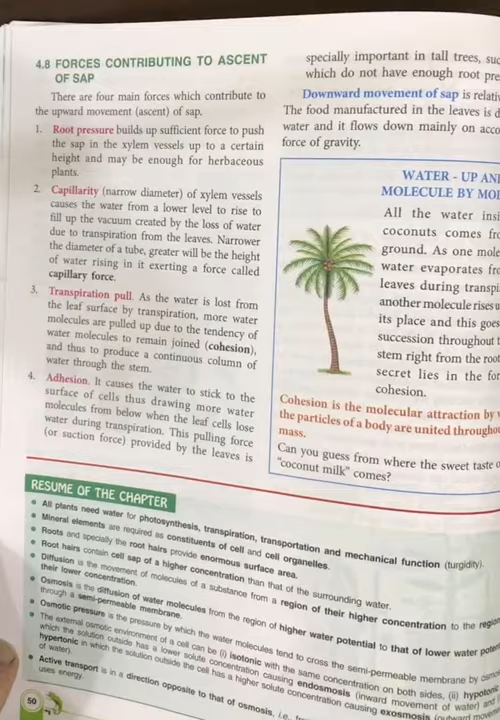 4.8 FORCES CONTRIBUTING TO ASCENT
OF SAP
There are four main forces which contribute to
the upward movement (ascent) of sap.
1. Root pressure builds up sufficient force to push
the sap in the xylem vessels up to a certain
height and may be enough for herbaceous
plants.
2. Capillarity (narrow diameter) of xylem vessels
causes the water from a lower level to rise to
fill up the vacuum created by the loss of water
due to transpiration from the leaves. Narrower
the diameter of a tube, greater will be the height
of water rising in it exerting a force called
capillary force.
3. Transpiration pull. As the water is lost from
the leaf surface by transpiration, more water
molecules are pulled up due to the tendency of
water molecules to remain joined (cohesion),
and thus to produce a continuous column of
water through the stem.
4. Adhesion. It causes the water to stick to the
surface of cells thus drawing more water
molecules from below when the leaf cells lose
water during transpiration. This pulling force
(or suction force) provided by the leaves is
specially important in tall trees, suc
which do not have enough root pre
Downward movement of sap is relativ
The food manufactured in the leaves is d
water and it flows down mainly on acco
force of gravity.
WATER - UP AN
MOLECULE BY MOL
All the water insi
coconuts comes fro
ground. As one mole
water evaporates fro
leaves during transpi
another molecule rises u
its place and this goes
succession throughout t
stem right from the root
secret lies in the for
cohesion.
Cohesion is the molecular attraction by
the particles of a body are united throughou
mass.
Can you guess from where the sweet taste
"coconut milk" comes?
RESUME OF THE CHAPTER
• All plants need water for photosynthesis, transpiration, transportation and mechanical function (turgidity).
• Mineral elements are required as constituents of cell and cell organelles.
• Roots and specially the root hairs provide enormous surface area.
• Root hairs contain cell sap of a higher concentration than that of the surrounding water.
• Diffusion is the movement of molecules of a substance from a region of their higher concentration to the region
their lower concentration.
• Osmosis is the diffusion of water molecules from the region of higher water potential to that of lower water poten
through a semi-permeable membrane.
• Osmotic pressure is the pressure by which the water molecules tend to cross the semi-permeable membrane by osmo
• The external osmotic environment of a cell can be (i) isotonic with the same concentration on both sides, (ii) hypotoni
which the solution outside has a lower solute concentration causing endosmosis (inward movement of water) and
hypertonic in which the solution outside the cell has a higher solute concentration causing exosmosis (outward movem
of water).
• Active transport is in a direction opposite to that of osmosis, i.e.,
uses energy.
50